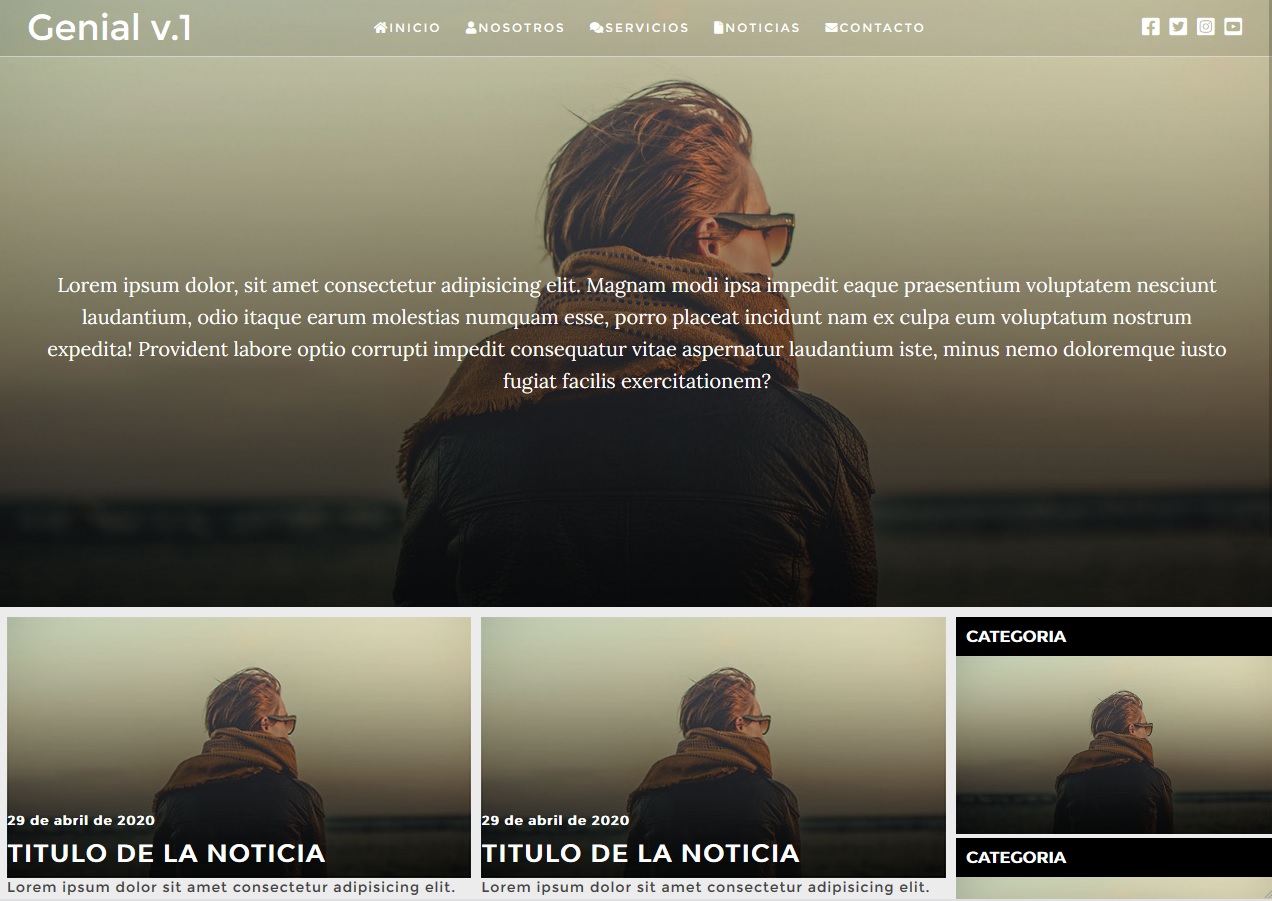 Genial v.1
INICIO NOSOTROS SERVICIOS NOTICIAS CONTACTO
Lorem ipsum dolor, sit amet consectetur adipisicing elit. Magnam modi ipsa impedit eaque praesentium voluptatem nesciunt
laudantium, odio itaque earum molestias numquam esse, porro placeat incidunt nam ex culpa eum voluptatum nostrum
expedita! Provident labore optio corrupti impedit consequatur vitae aspernatur laudantium iste, minus nemo doloremque iusto
fugiat facilis exercitationem?
29 de abril de 2020
TITULO DE LA NOTICIA
Lorem ipsum dolor sit amet consectetur adipisicing elit.
29 de abril de 2020
TITULO DE LA NOTICIA
Lorem ipsum dolor sit amet consectetur adipisicing elit.
CATEGORIA
CATEGORIA